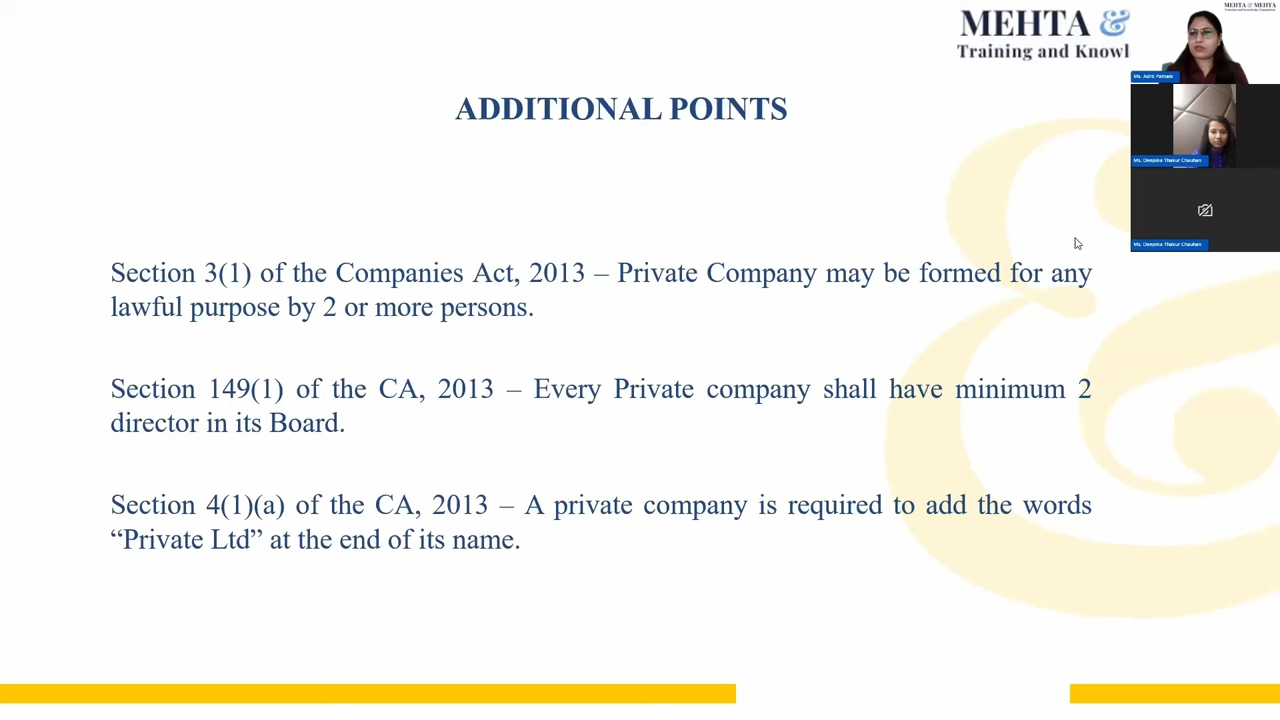 MEHTA &
Training and Knowl
MEHTA & MEHTA
Ms. Aditi Patnaik
Ms. Deepika Thakur Chauhan
Ms. Deepika Thakur Chauhan
ADDITIONAL POINTS
Section 3(1) of the Companies Act, 2013 – Private Company may be formed for any
lawful purpose by 2 or more persons.
Section 149(1) of the CA, 2013 – Every Private company shall have minimum 2
director in its Board.
Section 4(1)(a) of the CA, 2013 – A private company is required to add the words
“Private Ltd” at the end of its name.